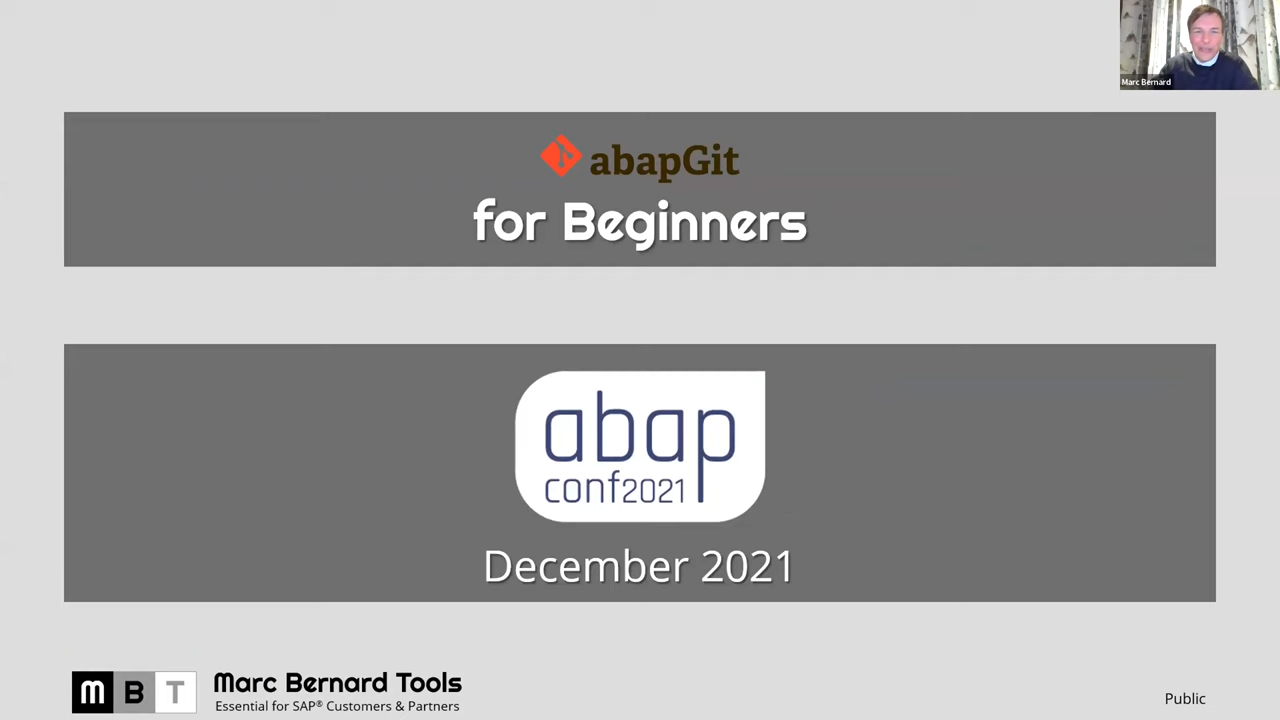 Marc Bernard
abapGit
for Beginners
abap
conf2021
December 2021
M B T
Marc Bernard Tools
Essential for SAP® Customers & Partners
Public